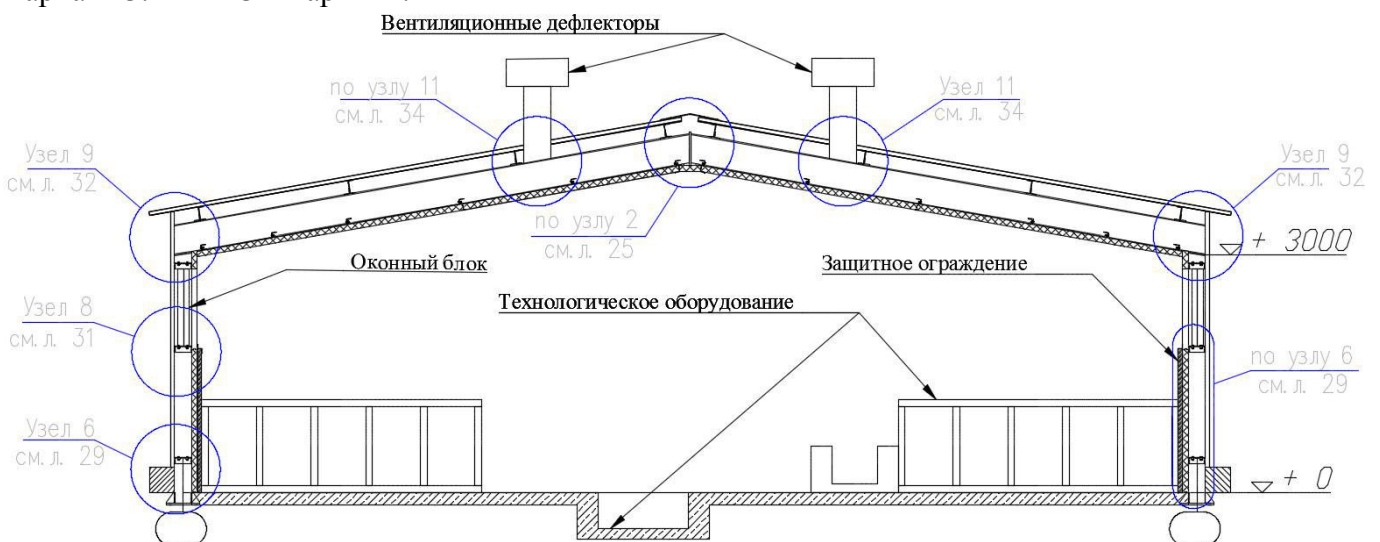 Вентиляционные дефлекторы
по узлу 11
см. л. 34
Узел 11
см. л. 34
Узел 9
см. л. 32
Узел 9
см. л. 32
по узлу 2
см. л. 25
+ 3000
Оконный блок
Защитное ограждение
Технологическое оборудование
Узел 8
см. л. 31
по узлу 6
см. л. 29
Узел 6
см. л. 29
+ 0